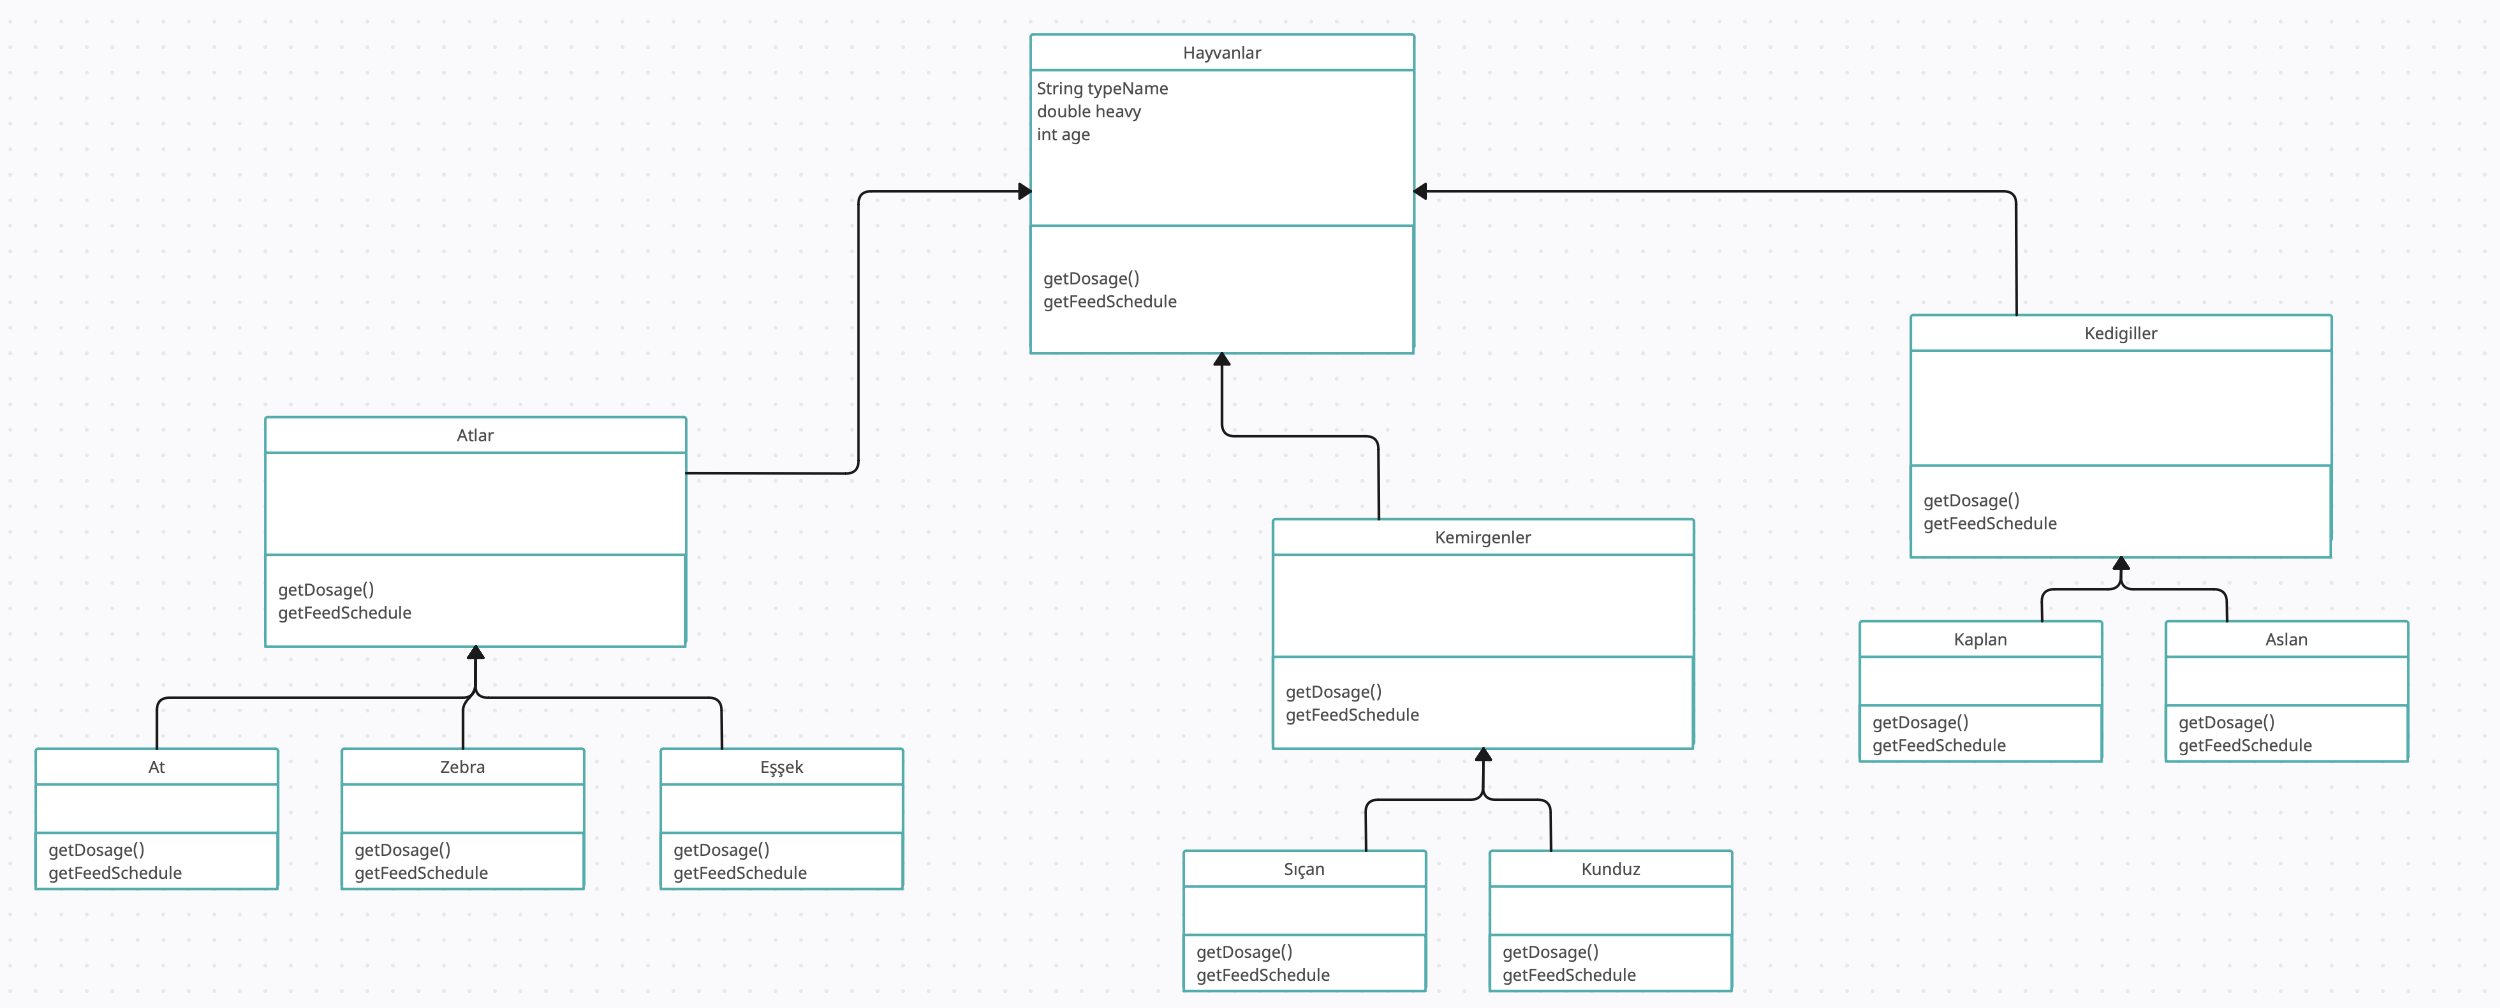 Hayvanlar
String typeName
double heavy
int age
getDosage()
getFeedSchedule
Kedigiller
getDosage()
getFeedSchedule
Atlar
getDosage()
getFeedSchedule
Kemirgenler
getDosage()
getFeedSchedule
Kaplan
getDosage()
getFeedSchedule
Aslan
getDosage()
getFeedSchedule
At
getDosage()
getFeedSchedule
Zebra
getDosage()
getFeedSchedule
Eşşek
getDosage()
getFeedSchedule
Sıçan
getDosage()
getFeedSchedule
Kunduz
getDosage()
getFeedSchedule